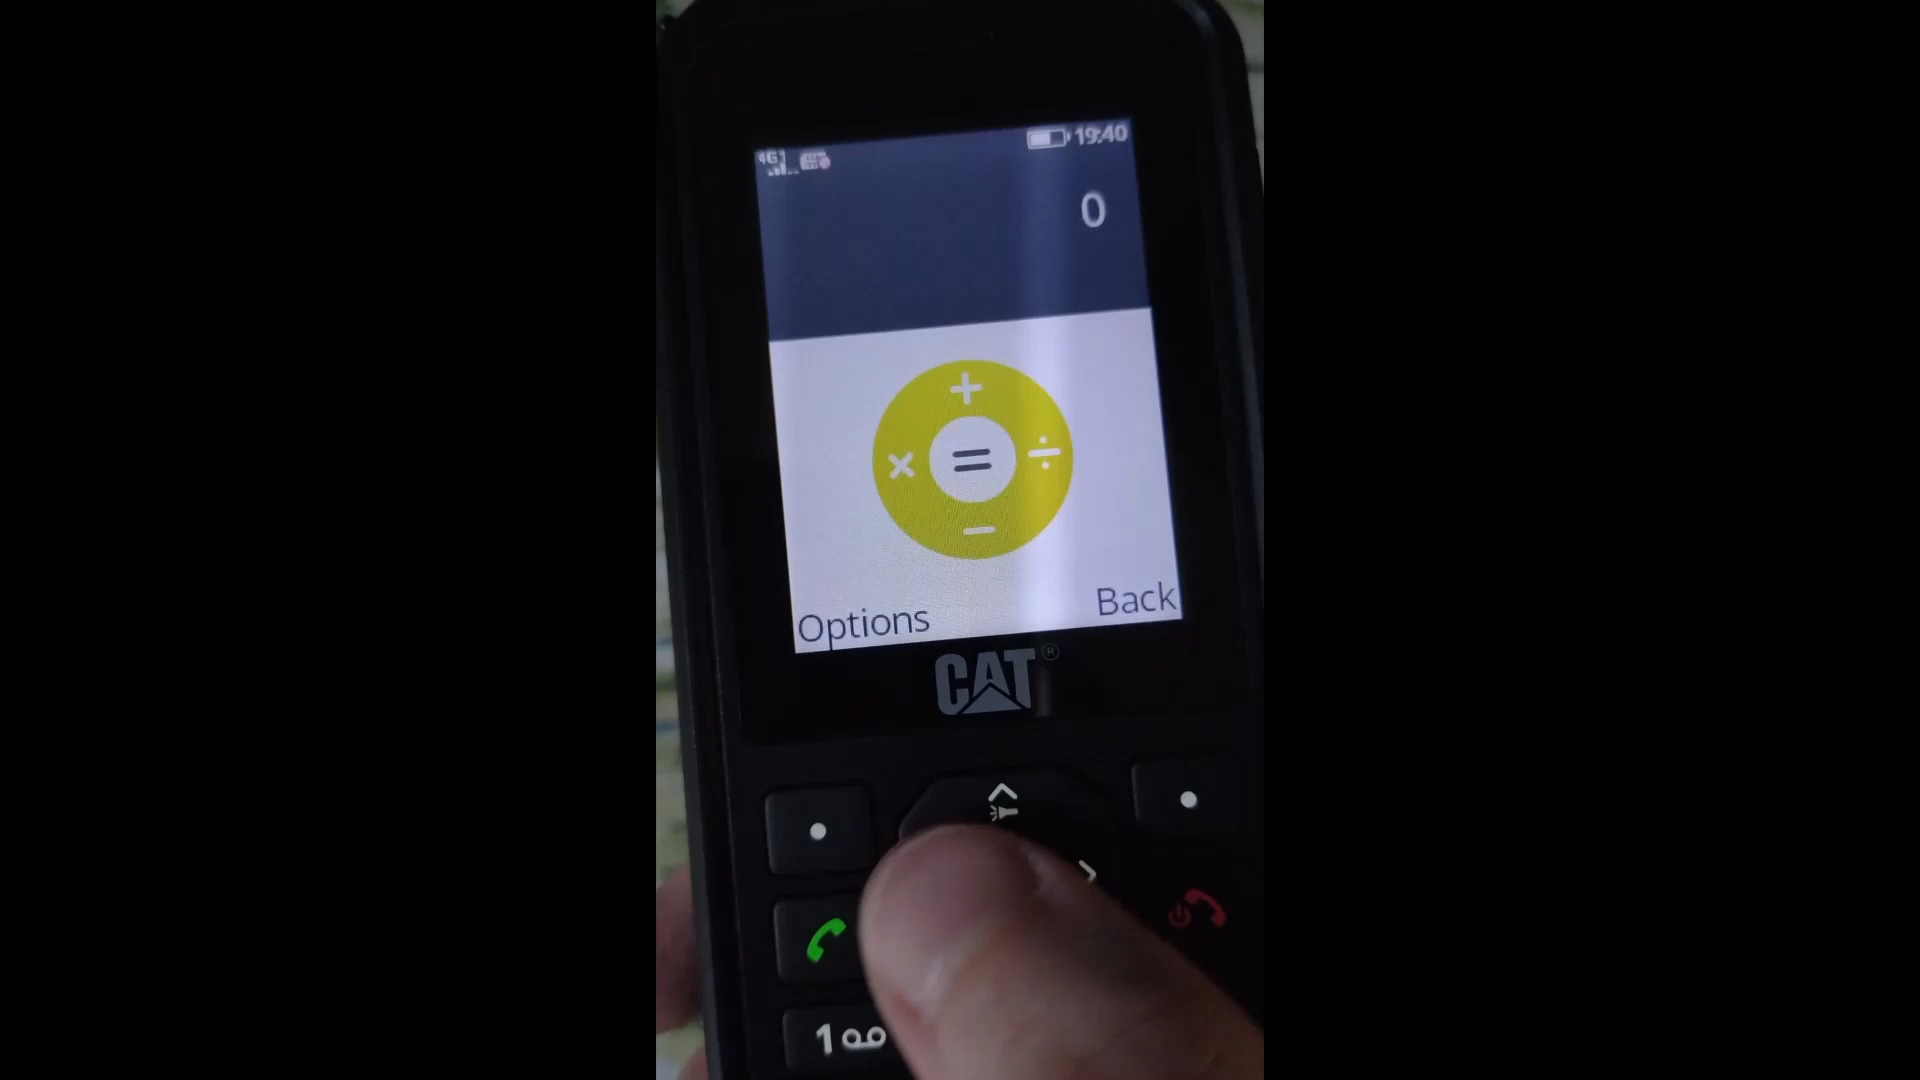 4G 19:40
0
+
× = ÷
−
Options Back
CAT®
1